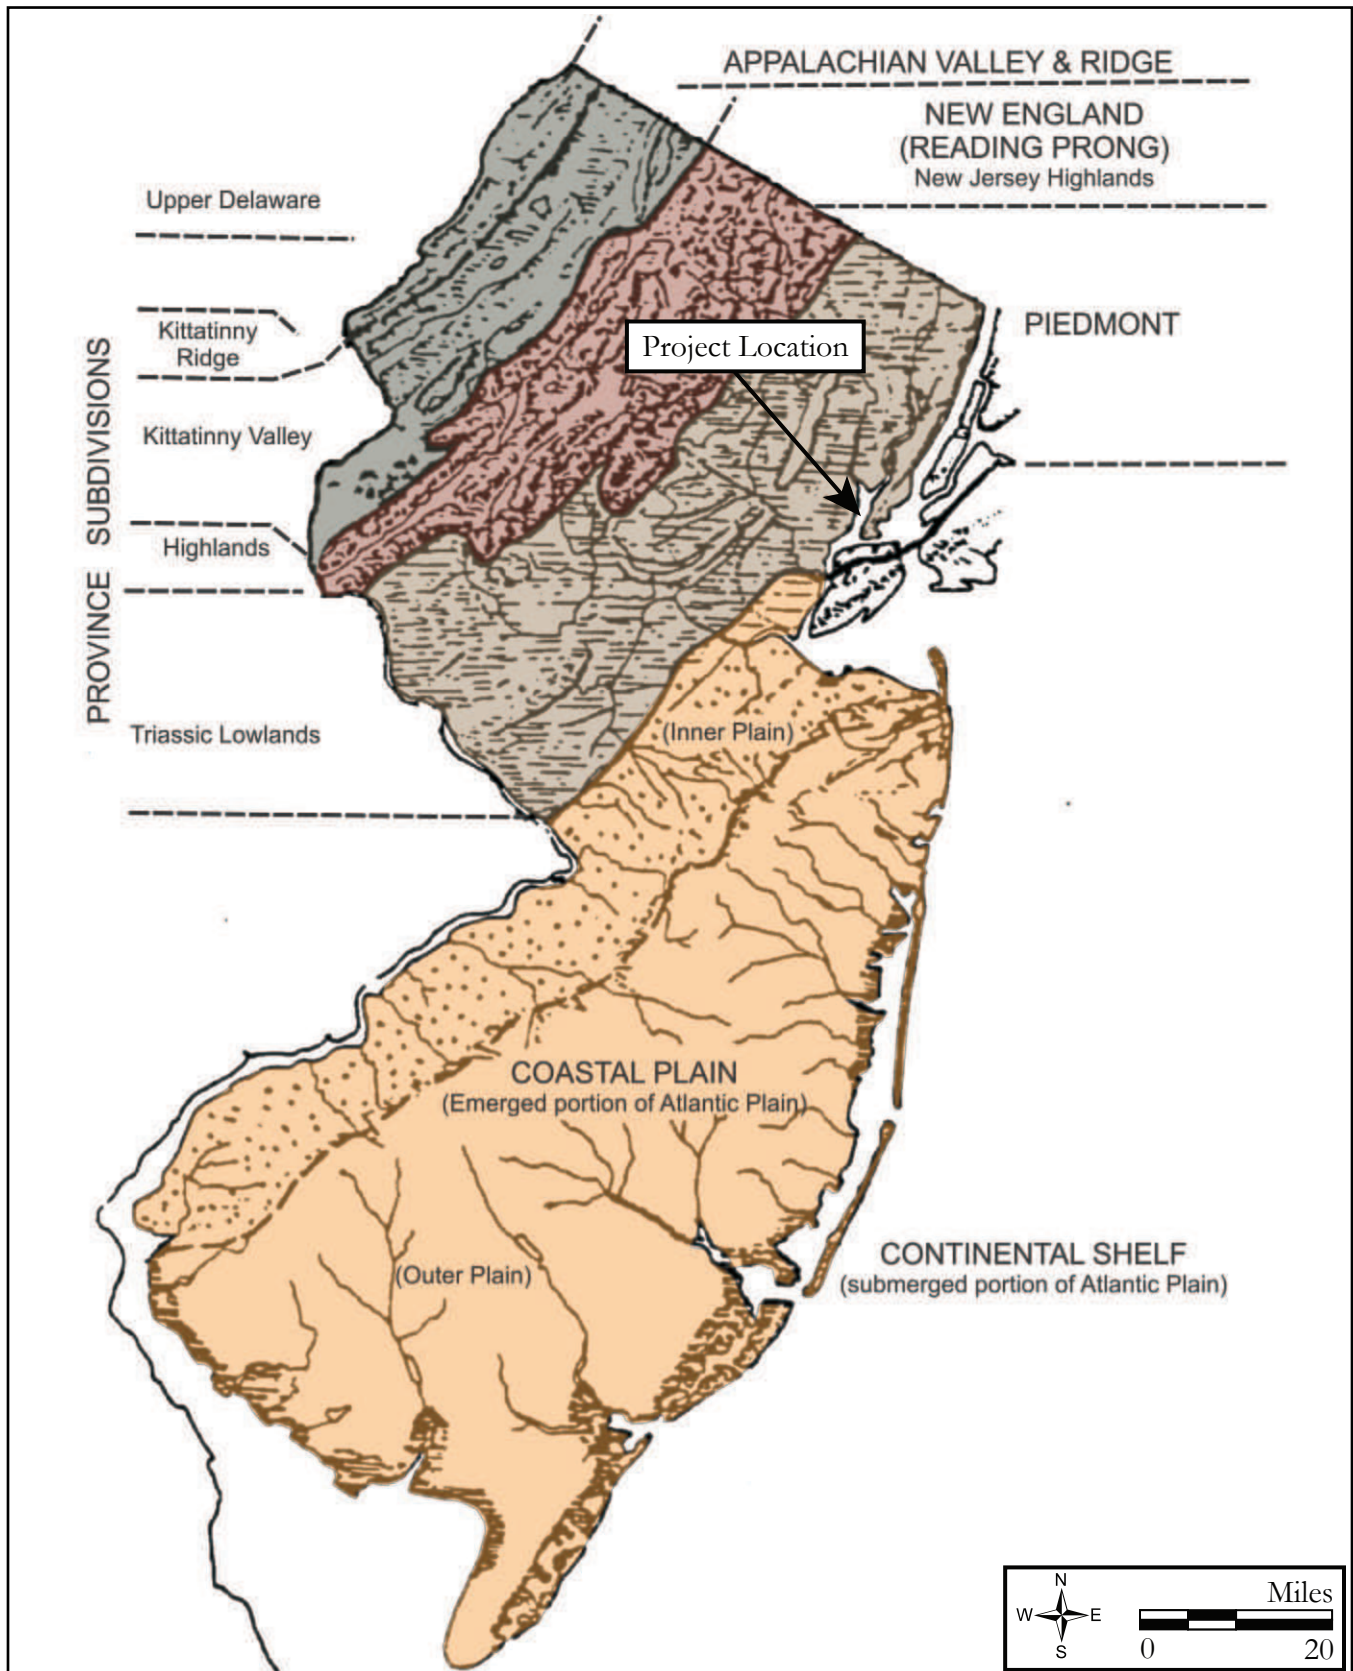 APPALACHIAN VALLEY & RIDGE
NEW ENGLAND
(READING PRONG)
New Jersey Highlands
Upper Delaware
Kittatinny
Ridge
PIEDMONT
Project Location
Kittatinny Valley
Highlands
PROVINCE SUBDIVISIONS
Triassic Lowlands
(Inner Plain)
COASTAL PLAIN
(Emerged portion of Atlantic Plain)
(Outer Plain)
CONTINENTAL SHELF
(submerged portion of Atlantic Plain)
N
W E
S
Miles
0 20